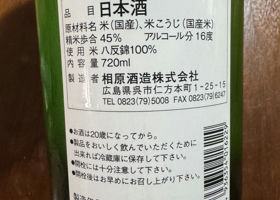 品目 日本酒
原材料名 米(国産)、米こうじ(国産米)
精米歩合 45% アルコール分 16度
使用米 八反錦100%
内容量 720ml
製造者 相原酒造株式会社
広島県呉市仁方本町1-25-15
TEL 0823(79)5008 FAX 0823(79)6247
●お酒は20歳になってから。
●製品をおいしく飲んでいただくために
出来れば冷蔵庫に保存して下さい。
●開栓には十分注意して下さい。
●開栓後はお早めにお召し上がり下さい。